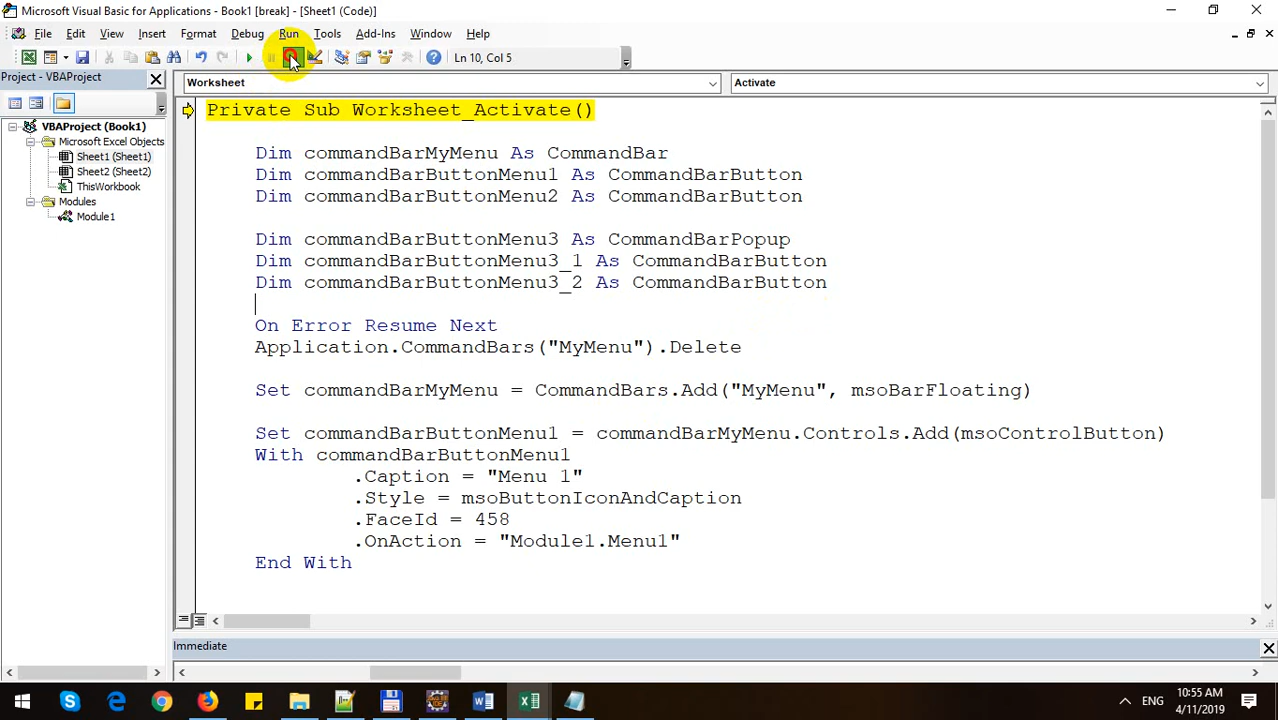 Microsoft Visual Basic for Applications - Book1 [break] - [Sheet1 (Code)]
File Edit View Insert Format Debug Run Tools Add-Ins Window Help
Ln 10, Col 5
Project - VBAProject
Worksheet
Activate
VBAProject (Book1)
Microsoft Excel Objects
Sheet1 (Sheet1)
Sheet2 (Sheet2)
ThisWorkbook
Modules
Module1
Private Sub Worksheet_Activate()
Dim commandBarMyMenu As CommandBar
Dim commandBarButtonMenu1 As CommandBarButton
Dim commandBarButtonMenu2 As CommandBarButton
Dim commandBarButtonMenu3 As CommandBarPopup
Dim commandBarButtonMenu3_1 As CommandBarButton
Dim commandBarButtonMenu3_2 As CommandBarButton
On Error Resume Next
Application.CommandBars("MyMenu").Delete
Set commandBarMyMenu = CommandBars.Add("MyMenu", msoBarFloating)
Set commandBarButtonMenu1 = commandBarMyMenu.Controls.Add(msoControlButton)
With commandBarButtonMenu1
.Caption = "Menu 1"
.Style = msoButtonIconAndCaption
.FaceId = 458
.OnAction = "Module1.Menu1"
End With
Immediate
ENG
10:55 AM
4/11/2019